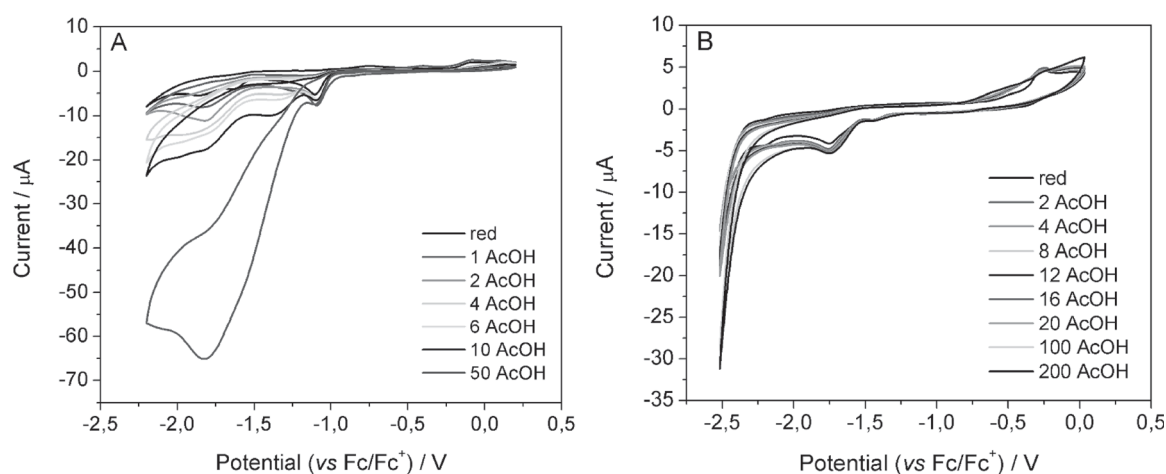 A
10
0
-10
-20
-30
-40
-50
-60
-70
Current / μA
red
1 AcOH
2 AcOH
4 AcOH
6 AcOH
10 AcOH
50 AcOH
-2,5
-2,0
-1,5
-1,0
-0,5
0,0
0,5
Potential (vs Fc/Fc+) / V
B
10
5
0
-5
-10
-15
-20
-25
-30
-35
Current / μA
red
2 AcOH
4 AcOH
8 AcOH
12 AcOH
16 AcOH
20 AcOH
100 AcOH
200 AcOH
-2,5
-2,0
-1,5
-1,0
-0,5
0,0
0,5
Potential (vs Fc/Fc+) / V